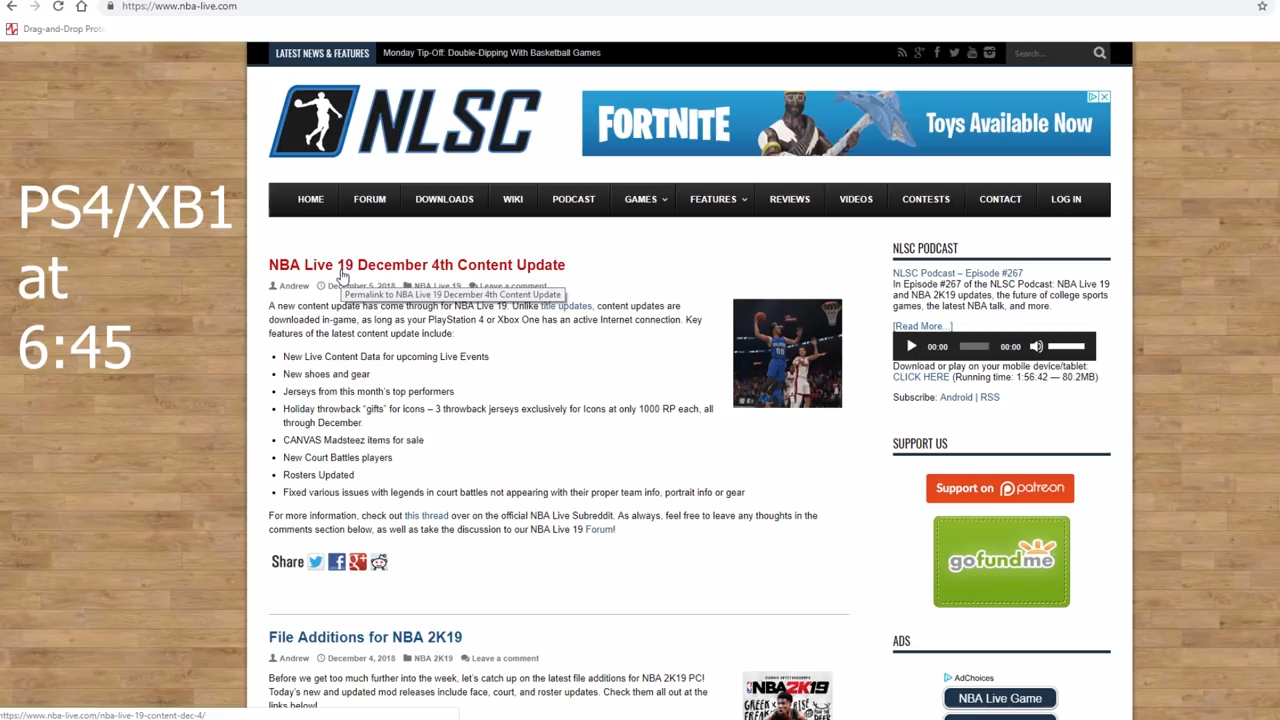 https://www.nba-live.com
Drag-and-Drop Prot
LATEST NEWS & FEATURES Monday Tip-Off: Double-Dipping With Basketball Games Search...
NLSC
FORTNITE Toys Available Now
HOME FORUM DOWNLOADS WIKI PODCAST GAMES FEATURES REVIEWS VIDEOS CONTESTS CONTACT LOG IN
PS4/XB1
at
6:45
NBA Live 19 December 4th Content Update
Andrew December 5, 2018 NBA Live 19 Leave a comment
Permalink to NBA Live 19 December 4th Content Update
A new content update has come through for NBA Live 19. Unlike title updates, content updates are
downloaded in-game, as long as your PlayStation 4 or Xbox One has an active Internet connection. Key
features of the latest content update include:
New Live Content Data for upcoming Live Events
New shoes and gear
Jerseys from this month's top performers
Holiday throwback "gifts" for icons – 3 throwback jerseys exclusively for Icons at only 1000 RP each, all
through December.
CANVAS Madsteez items for sale
New Court Battles players
Rosters Updated
Fixed various issues with legends in court battles not appearing with their proper team info, portrait info or gear
For more information, check out this thread over on the official NBA Live Subreddit. As always, feel free to leave any thoughts in the
comments section below, as well as take the discussion to our NBA Live 19 Forum!
Share
File Additions for NBA 2K19
Andrew December 4, 2018 NBA 2K19 Leave a comment
Before we get too much further into the week, let's catch up on the latest file additions for NBA 2K19 PC!
Today's new and updated mod releases include face, court, and roster updates. Check them all out at the
links below!
NBA2K19
GREEK
FREAK
https://www.nba-live.com/nba-live-19-content-dec-4/
NLSC PODCAST
NLSC Podcast – Episode #267
In Episode #267 of the NLSC Podcast: NBA Live 19
and NBA 2K19 updates, the future of college sports
games, the latest NBA talk, and more.
[Read More...]
00:00 00:00
Download or play on your mobile device/tablet:
CLICK HERE (Running time: 1:56:42 — 80.2MB)
Subscribe: Android | RSS
SUPPORT US
Support on patreon
gofundme
ADS
AdChoices
NBA Live Game